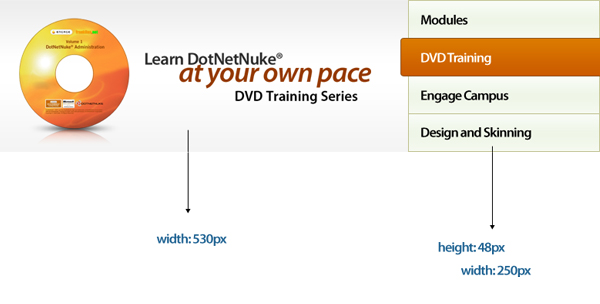 Volume 1
DotNetNuke® Administration
Learn DotNetNuke®
at your own pace
DVD Training Series
Modules
DVD Training
Engage Campus
Design and Skinning
width: 530px
height: 48px
width: 250px